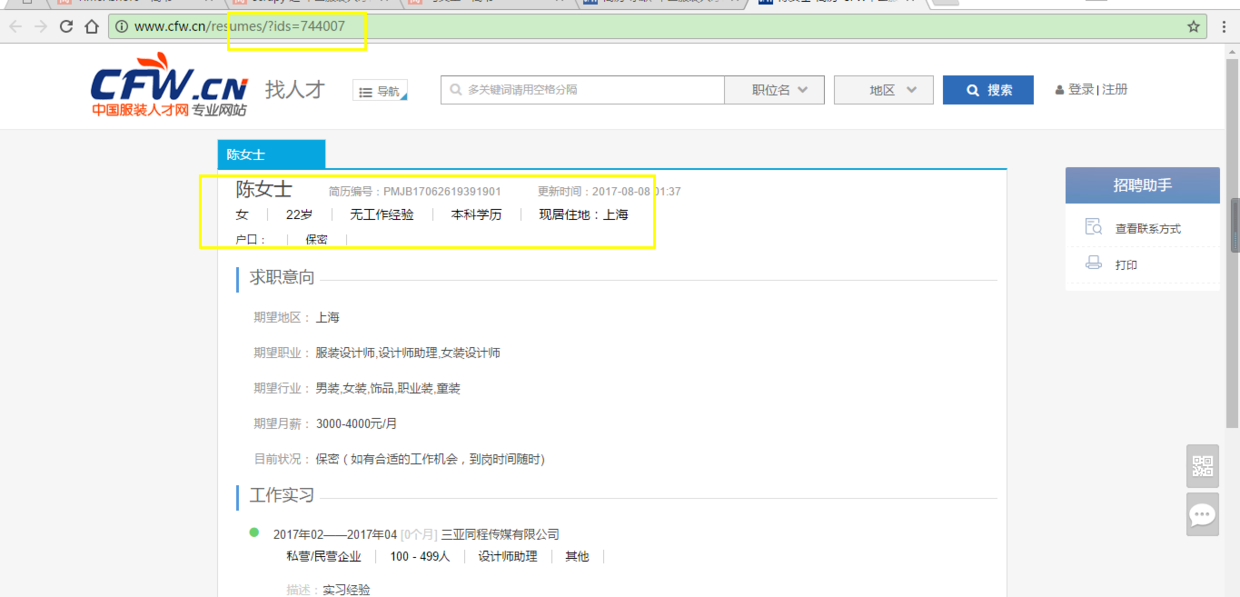 www.cfw.cn/resumes/?ids=744007
CFW.CN
中国服装人才网 专业网站
找人才
导航
多关键词请用空格分隔
职位名
地区
搜索
登录 | 注册
陈女士
陈女士 简历编号：PMJB17062619391901 更新时间：2017-08-08 01:37
女 | 22岁 | 无工作经验 | 本科学历 | 现居住地：上海
户口： | 保密 |
招聘助手
查看联系方式
打印
求职意向
期望地区： 上海
期望职业： 服装设计师,设计师助理,女装设计师
期望行业： 男装,女装,饰品,职业装,童装
期望月薪： 3000-4000元/月
目前状况： 保密 ( 如有合适的工作机会，到岗时间随时)
工作实习
2017年02——2017年04 [0个月] 三亚同程传媒有限公司
私营/民营企业 | 100 - 499人 | 设计师助理 | 其他 |
描述： 实习经验